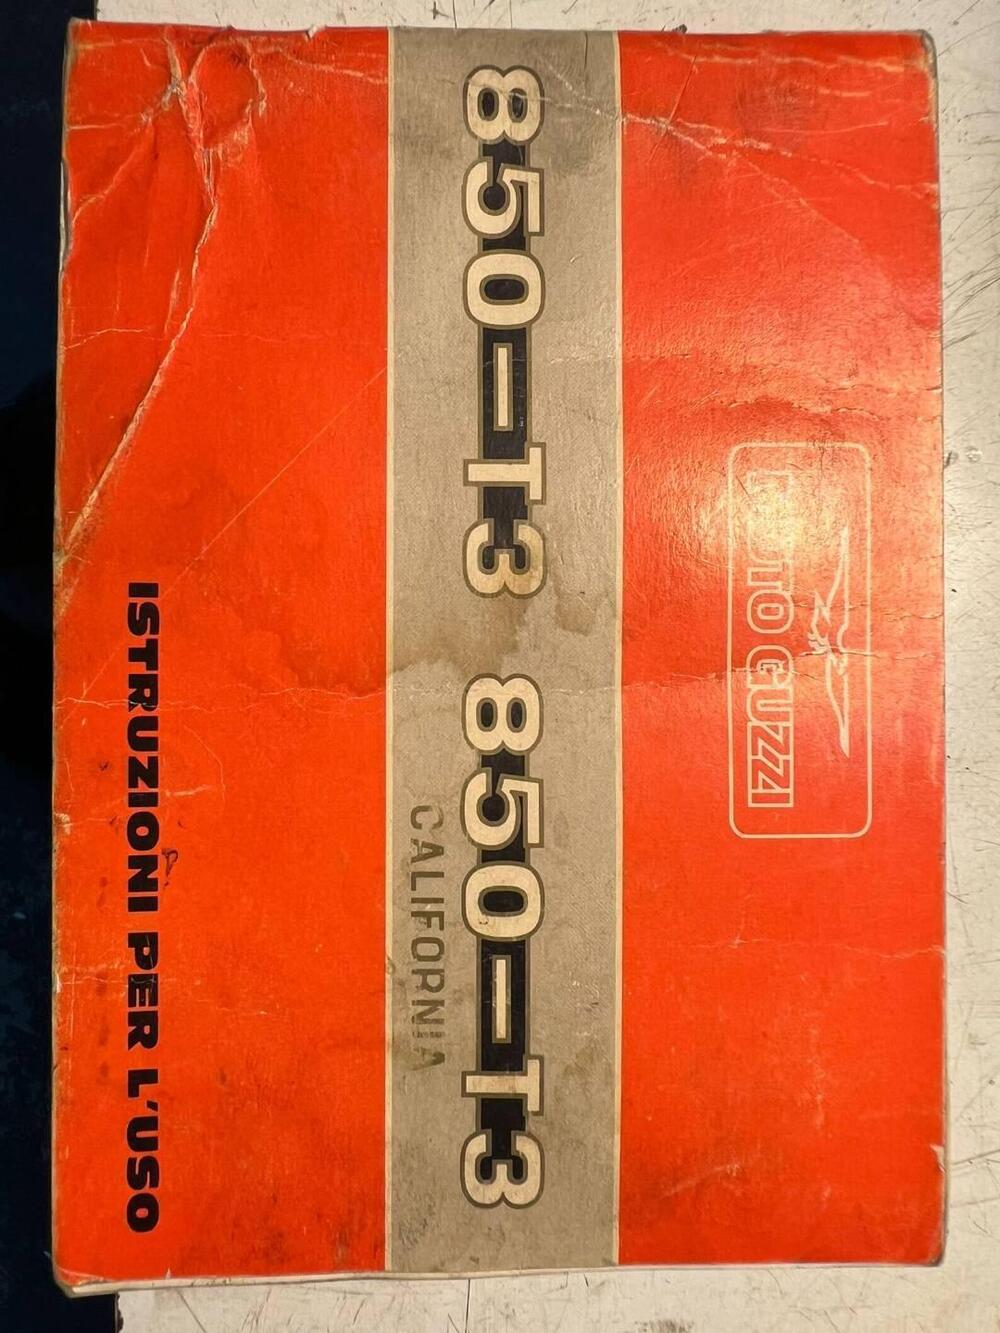 MOTO GUZZI
850-T3 850-T3
CALIFORNIA
ISTRUZIONI PER L'USO